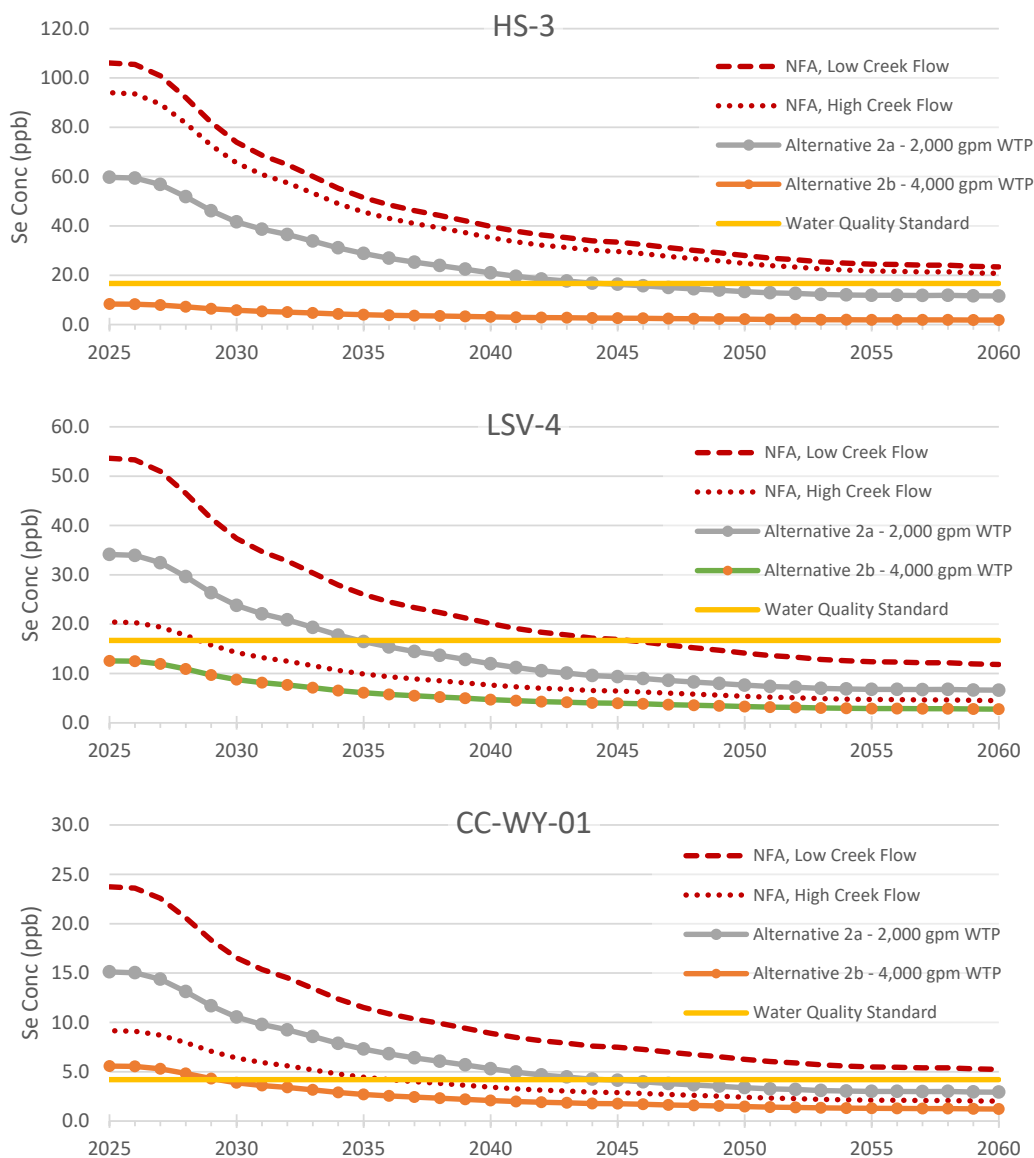 HS-3
120.0
100.0
80.0
60.0
40.0
20.0
0.0
Se Conc (ppb)
NFA, Low Creek Flow
NFA, High Creek Flow
Alternative 2a - 2,000 gpm WTP
Alternative 2b - 4,000 gpm WTP
Water Quality Standard
2025 2030 2035 2040 2045 2050 2055 2060
LSV-4
60.0
50.0
40.0
30.0
20.0
10.0
0.0
Se Conc (ppb)
NFA, Low Creek Flow
NFA, High Creek Flow
Alternative 2a - 2,000 gpm WTP
Alternative 2b - 4,000 gpm WTP
Water Quality Standard
2025 2030 2035 2040 2045 2050 2055 2060
CC-WY-01
30.0
25.0
20.0
15.0
10.0
5.0
0.0
Se Conc (ppb)
NFA, Low Creek Flow
NFA, High Creek Flow
Alternative 2a - 2,000 gpm WTP
Alternative 2b - 4,000 gpm WTP
Water Quality Standard
2025 2030 2035 2040 2045 2050 2055 2060